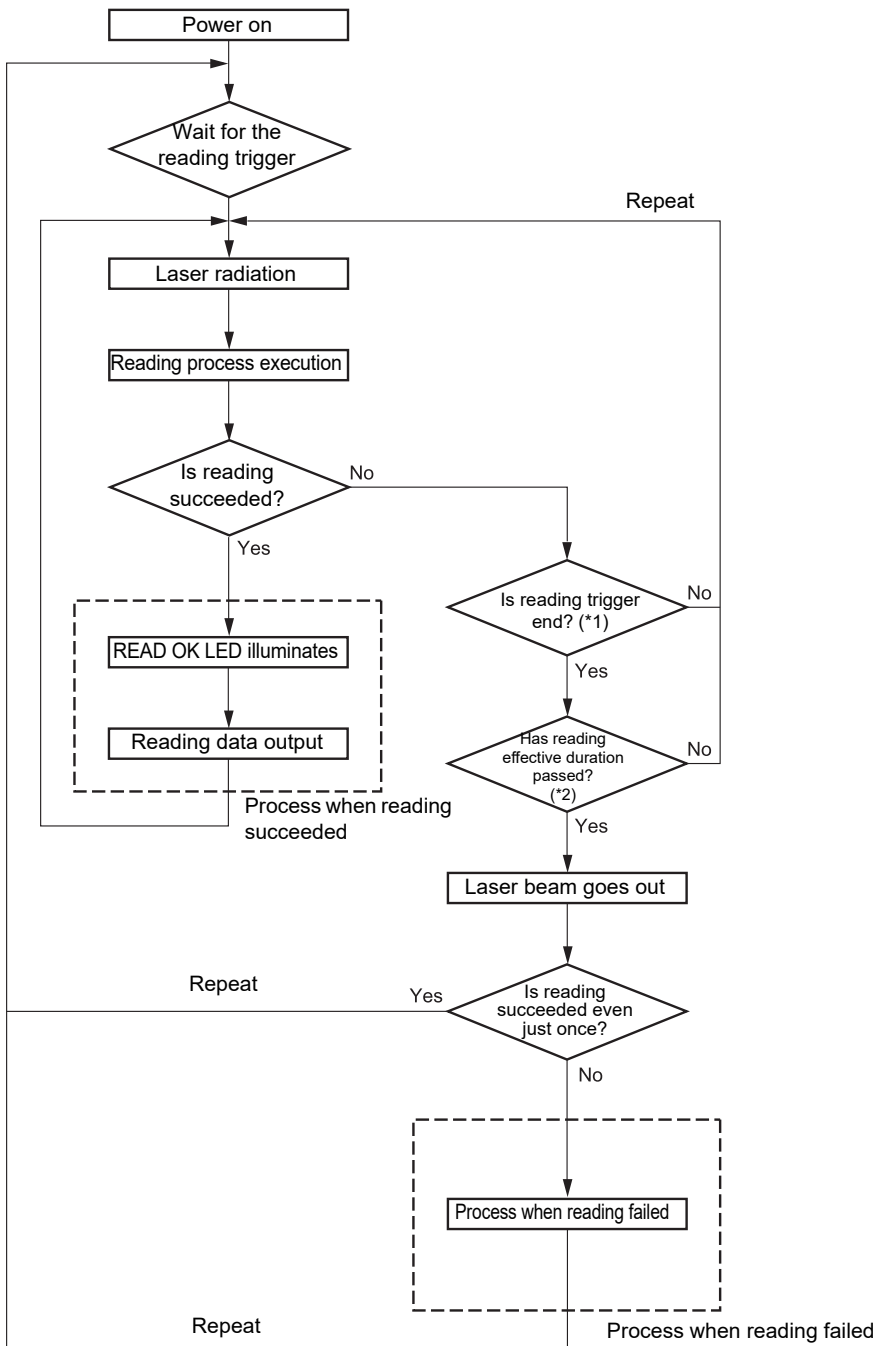 Power on
Wait for the
reading trigger
Repeat
Laser radiation
Reading process execution
Is reading
succeeded?
No
Yes
Is reading trigger
end? (*1)
No
Yes
READ OK LED illuminates
Reading data output
Process when reading
succeeded
Has reading
effective duration
passed?
(*2)
No
Yes
Laser beam goes out
Repeat
Yes
Is reading
succeeded even
just once?
No
Process when reading failed
Repeat
Process when reading failed